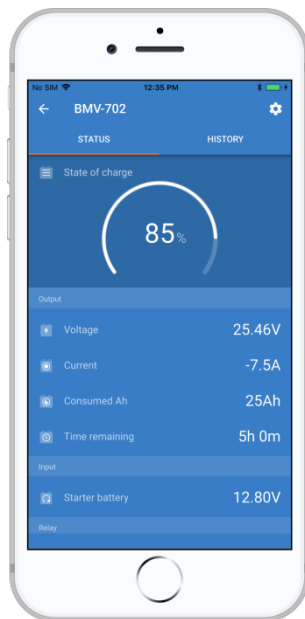 No SIM 12:35 PM
BMV-702
STATUS HISTORY
State of charge
85%
Output
Voltage 25.46V
Current -7.5A
Consumed Ah 25Ah
Time remaining 5h 0m
Input
Starter battery 12.80V
Relay